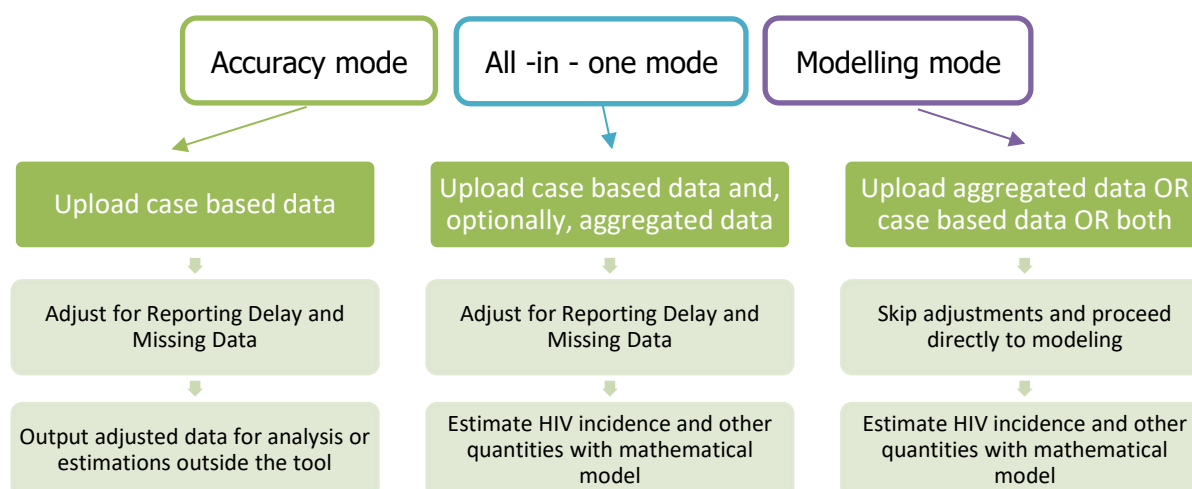 Accuracy mode
All -in - one mode
Modelling mode
Upload case based data
Upload case based data and,
optionally, aggregated data
Upload aggregated data OR
case based data OR both
Adjust for Reporting Delay and
Missing Data
Adjust for Reporting Delay and
Missing Data
Skip adjustments and proceed
directly to modeling
Output adjusted data for analysis or
estimations outside the tool
Estimate HIV incidence and other
quantities with mathematical
model
Estimate HIV incidence and other
quantities with mathematical
model